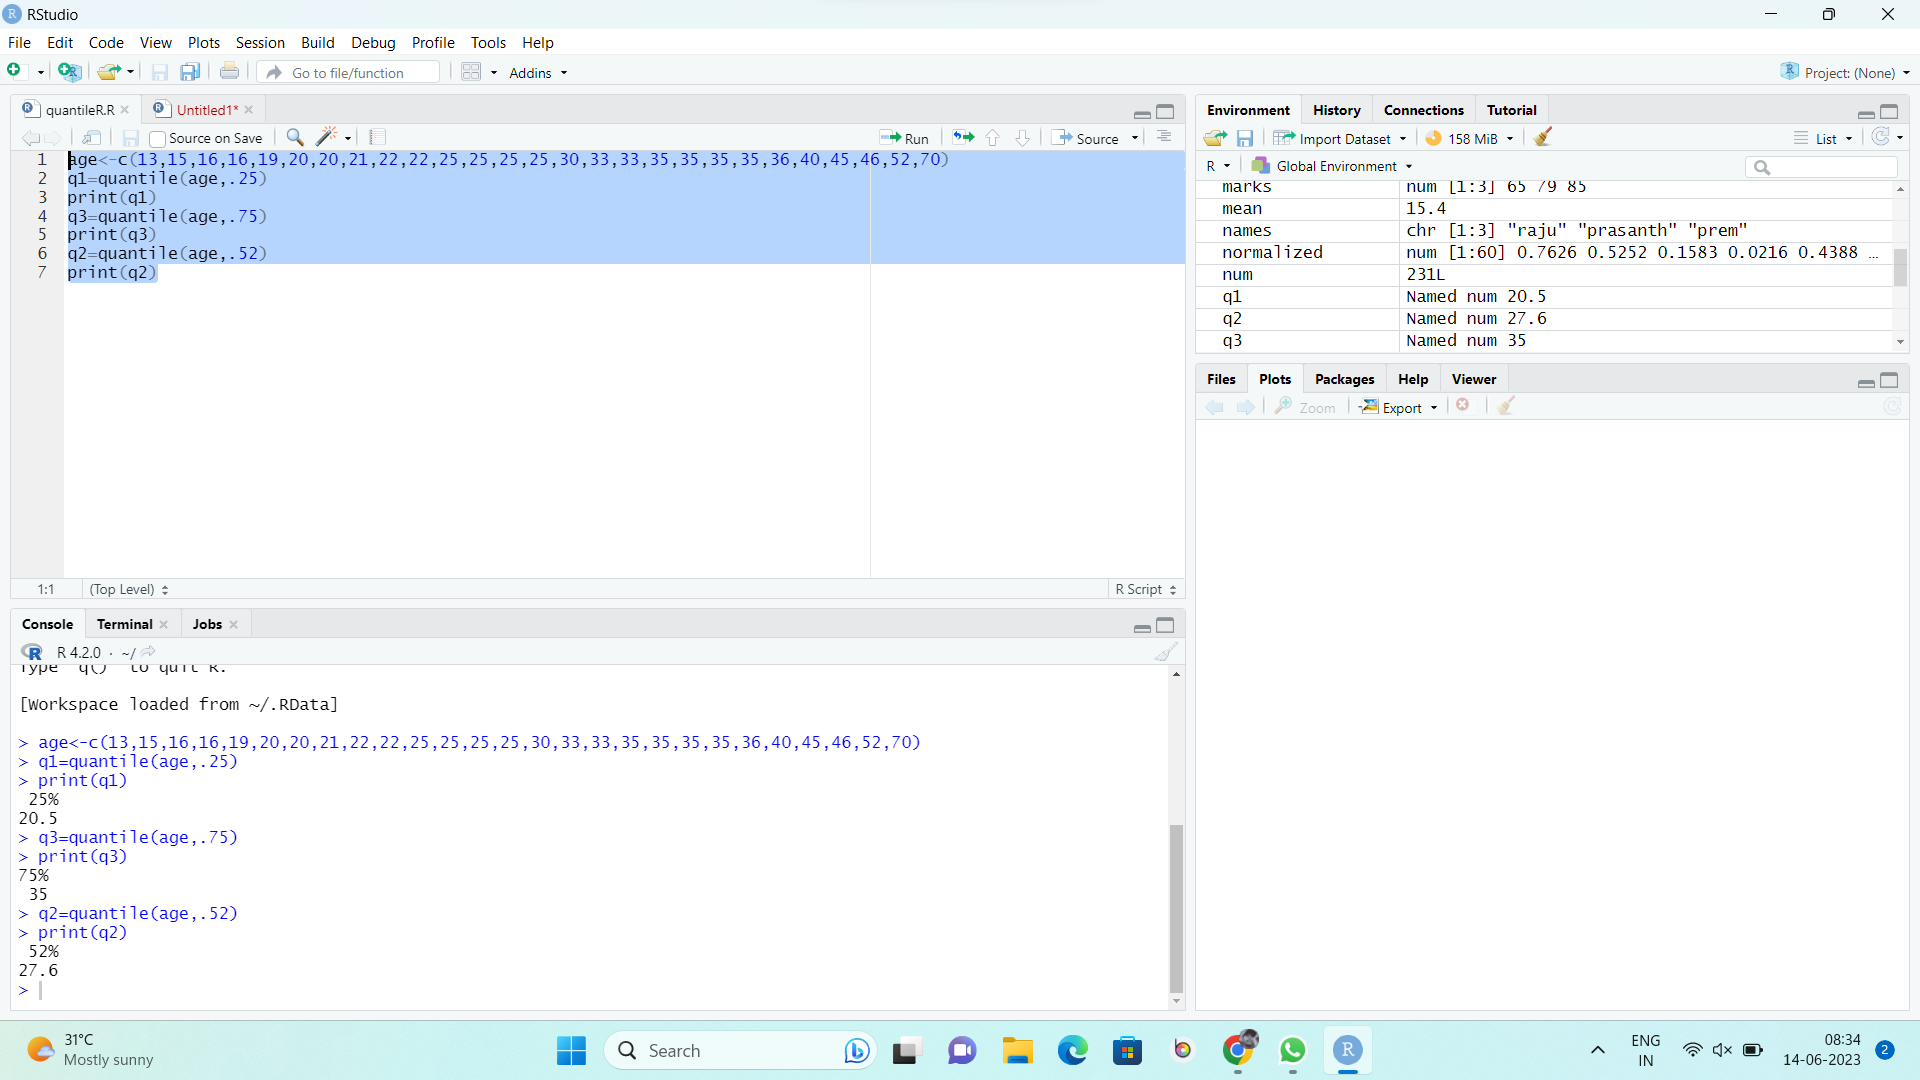 RStudio
File Edit Code View Plots Session Build Debug Profile Tools Help
Go to file/function Addins Project: (None)
quantileR.R Untitled1*
Source on Save Run Source
1 age<-c(13,15,16,16,19,20,20,21,22,22,25,25,25,25,30,33,33,35,35,35,35,36,40,45,46,52,70)
2 q1=quantile(age,.25)
3 print(q1)
4 q3=quantile(age,.75)
5 print(q3)
6 q2=quantile(age,.52)
7 print(q2)
1:1 (Top Level) R Script
Console Terminal Jobs
R 4.2.0 · ~/
Type 'q()' to quit R.
[Workspace loaded from ~/.RData]
> age<-c(13,15,16,16,19,20,20,21,22,22,25,25,25,25,30,33,33,35,35,35,35,36,40,45,46,52,70)
> q1=quantile(age,.25)
> print(q1)
25%
20.5
> q3=quantile(age,.75)
> print(q3)
75%
35
> q2=quantile(age,.52)
> print(q2)
52%
27.6
>
Environment History Connections Tutorial
Import Dataset 158 MiB List
R Global Environment
marks num [1:3] 65 79 85
mean 15.4
names chr [1:3] "raju" "prasanth" "prem"
normalized num [1:60] 0.7626 0.5252 0.1583 0.0216 0.4388 ...
num 231L
q1 Named num 20.5
q2 Named num 27.6
q3 Named num 35
Files Plots Packages Help Viewer
Zoom Export
31°C
Mostly sunny
Search
ENG
IN
08:34
14-06-2023
2